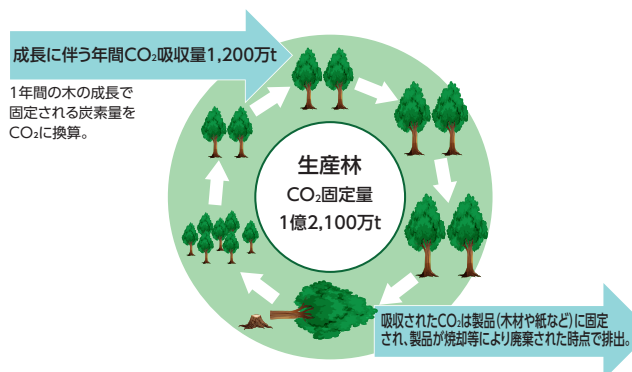 成長に伴う年間CO₂吸収量1,200万t
1年間の木の成長で
固定される炭素量を
CO₂に換算。
生産林
CO₂固定量
1億2,100万t
吸収されたCO₂は製品(木材や紙など)に固定
され、製品が焼却等により廃棄された時点で排出。